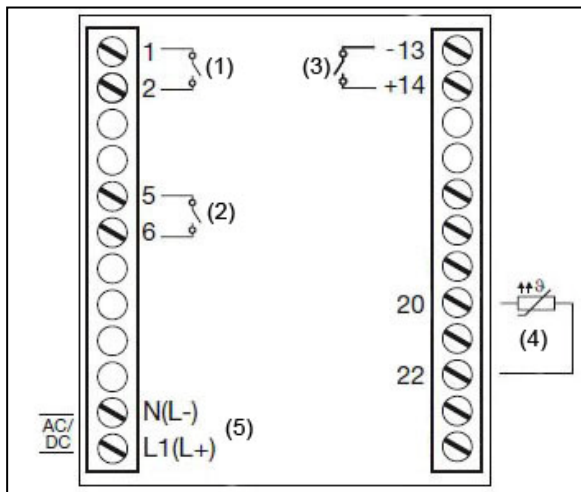 1
(1)
2
(3)
-13
+14
5
(2)
6
20
ϑ
(4)
22
N(L-)
(5)
AC/
DC
L1(L+)